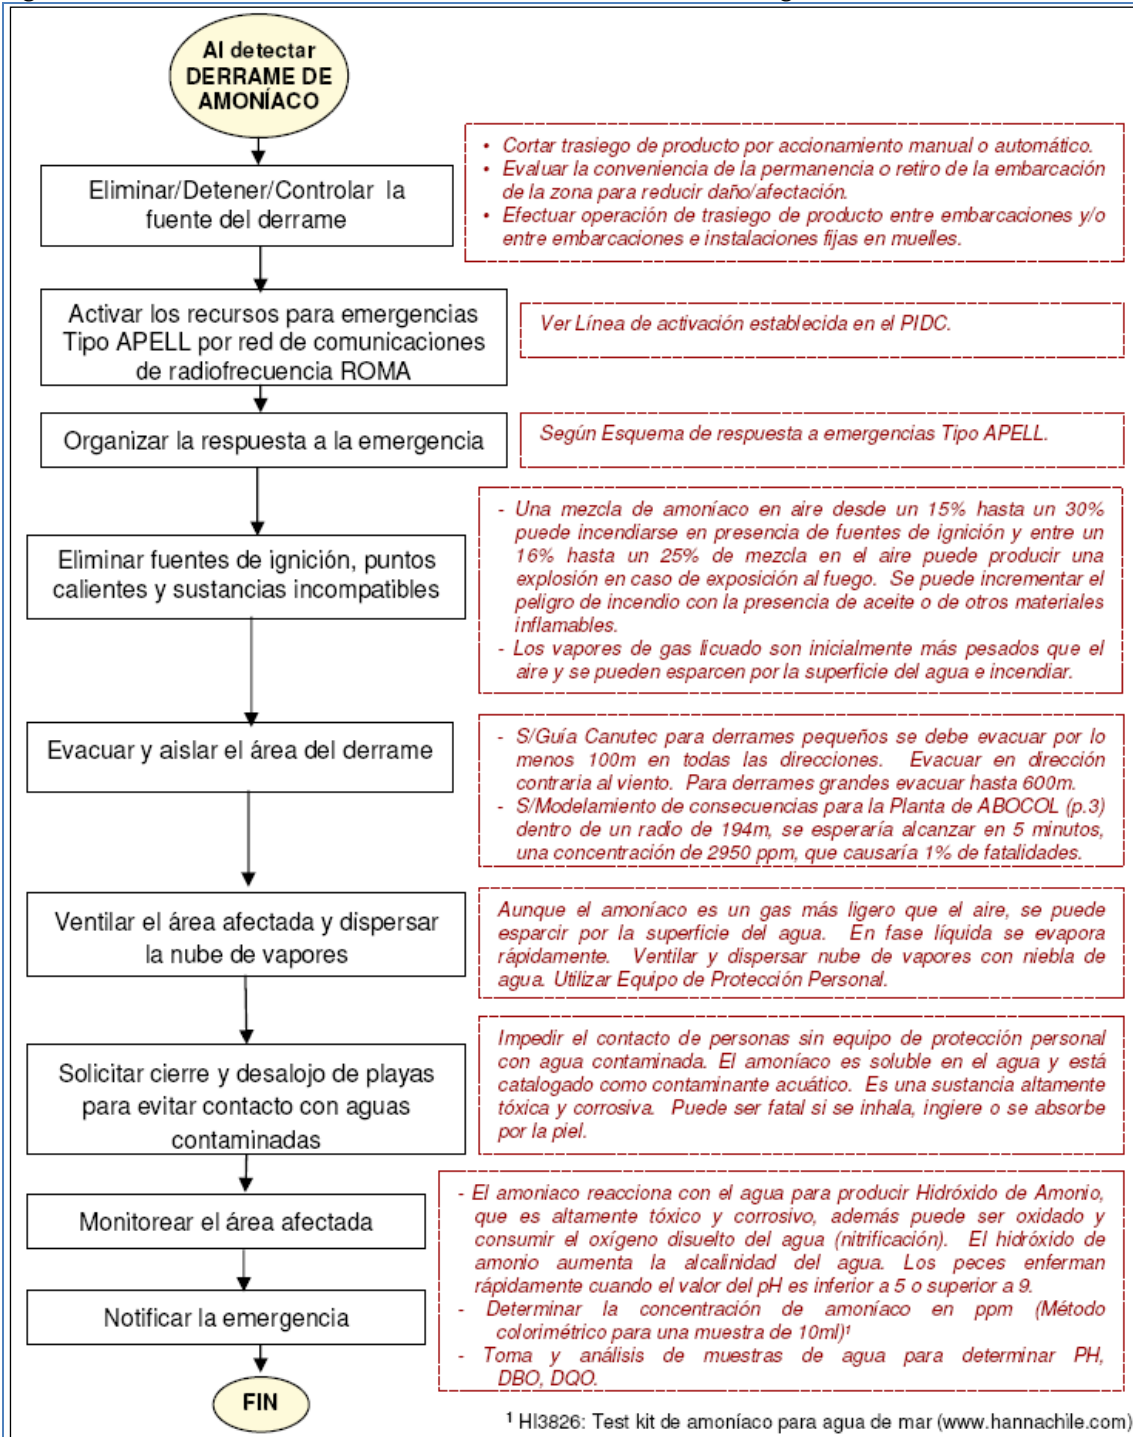 Al detectar
DERRAME DE
AMONÍACO
Eliminar/Detener/Controlar la
fuente del derrame
• Cortar trasiego de producto por accionamiento manual o automático.
• Evaluar la conveniencia de la permanencia o retiro de la embarcación
de la zona para reducir daño/afectación.
• Efectuar operación de trasiego de producto entre embarcaciones y/o
entre embarcaciones e instalaciones fijas en muelles.
Activar los recursos para emergencias
Tipo APELL por red de comunicaciones
de radiofrecuencia ROMA
Ver Línea de activación establecida en el PIDC.
Organizar la respuesta a la emergencia
Según Esquema de respuesta a emergencias Tipo APELL.
Eliminar fuentes de ignición, puntos
calientes y sustancias incompatibles
- Una mezcla de amoníaco en aire desde un 15% hasta un 30%
puede incendiarse en presencia de fuentes de ignición y entre un
16% hasta un 25% de mezcla en el aire puede producir una
explosión en caso de exposición al fuego. Se puede incrementar el
peligro de incendio con la presencia de aceite o de otros materiales
inflamables.
- Los vapores de gas licuado son inicialmente más pesados que el
aire y se pueden esparcen por la superficie del agua e incendiar.
Evacuar y aislar el área del derrame
- S/Guía Canutec para derrames pequeños se debe evacuar por lo
menos 100m en todas las direcciones. Evacuar en dirección
contraria al viento. Para derrames grandes evacuar hasta 600m.
- S/Modelamiento de consecuencias para la Planta de ABOCOL (p.3)
dentro de un radio de 194m, se esperaría alcanzar en 5 minutos,
una concentración de 2950 ppm, que causaría 1% de fatalidades.
Ventilar el área afectada y dispersar
la nube de vapores
Aunque el amoníaco es un gas más ligero que el aire, se puede
esparcir por la superficie del agua. En fase líquida se evapora
rápidamente. Ventilar y dispersar nube de vapores con niebla de
agua. Utilizar Equipo de Protección Personal.
Solicitar cierre y desalojo de playas
para evitar contacto con aguas
contaminadas
Impedir el contacto de personas sin equipo de protección personal
con agua contaminada. El amoníaco es soluble en el agua y está
catalogado como contaminante acuático. Es una sustancia altamente
tóxica y corrosiva. Puede ser fatal si se inhala, ingiere o se absorbe
por la piel.
Monitorear el área afectada
- El amoniaco reacciona con el agua para producir Hidróxido de Amonio,
que es altamente tóxico y corrosivo, además puede ser oxidado y
consumir el oxígeno disuelto del agua (nitrificación). El hidróxido de
amonio aumenta la alcalinidad del agua. Los peces enferman
rápidamente cuando el valor del pH es inferior a 5 o superior a 9.
- Determinar la concentración de amoníaco en ppm (Método
colorimétrico para una muestra de 10ml)¹
- Toma y análisis de muestras de agua para determinar PH,
DBO, DQO.
Notificar la emergencia
FIN
¹ HI3826: Test kit de amoníaco para agua de mar (www.hannachile.com)